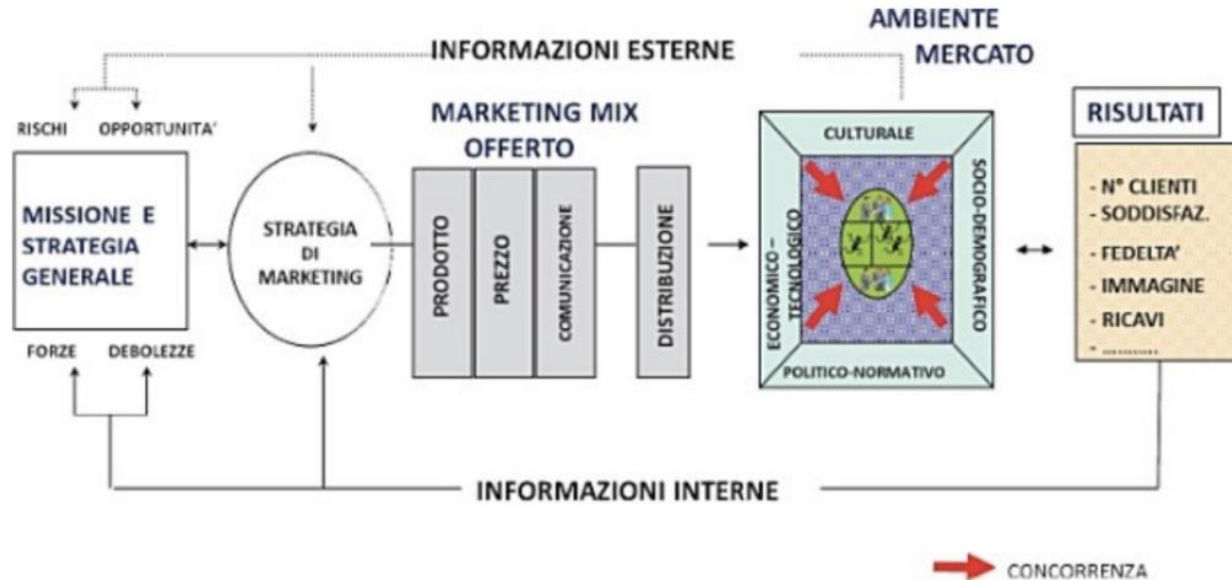 AMBIENTE
MERCATO
INFORMAZIONI ESTERNE
RISCHI OPPORTUNITA'
MARKETING MIX
OFFERTO
RISULTATI
MISSIONE E
STRATEGIA
GENERALE
STRATEGIA
DI
MARKETING
PRODOTTO
PREZZO
COMUNICAZIONE
DISTRIBUZIONE
CULTURALE
ECONOMICO –
TECNOLOGICO
SOCIO-DEMOGRAFICO
POLITICO-NORMATIVO
- N° CLIENTI
- SODDISFAZ.
- FEDELTA'
- IMMAGINE
- RICAVI
- ...........
FORZE DEBOLEZZE
INFORMAZIONI INTERNE
CONCORRENZA